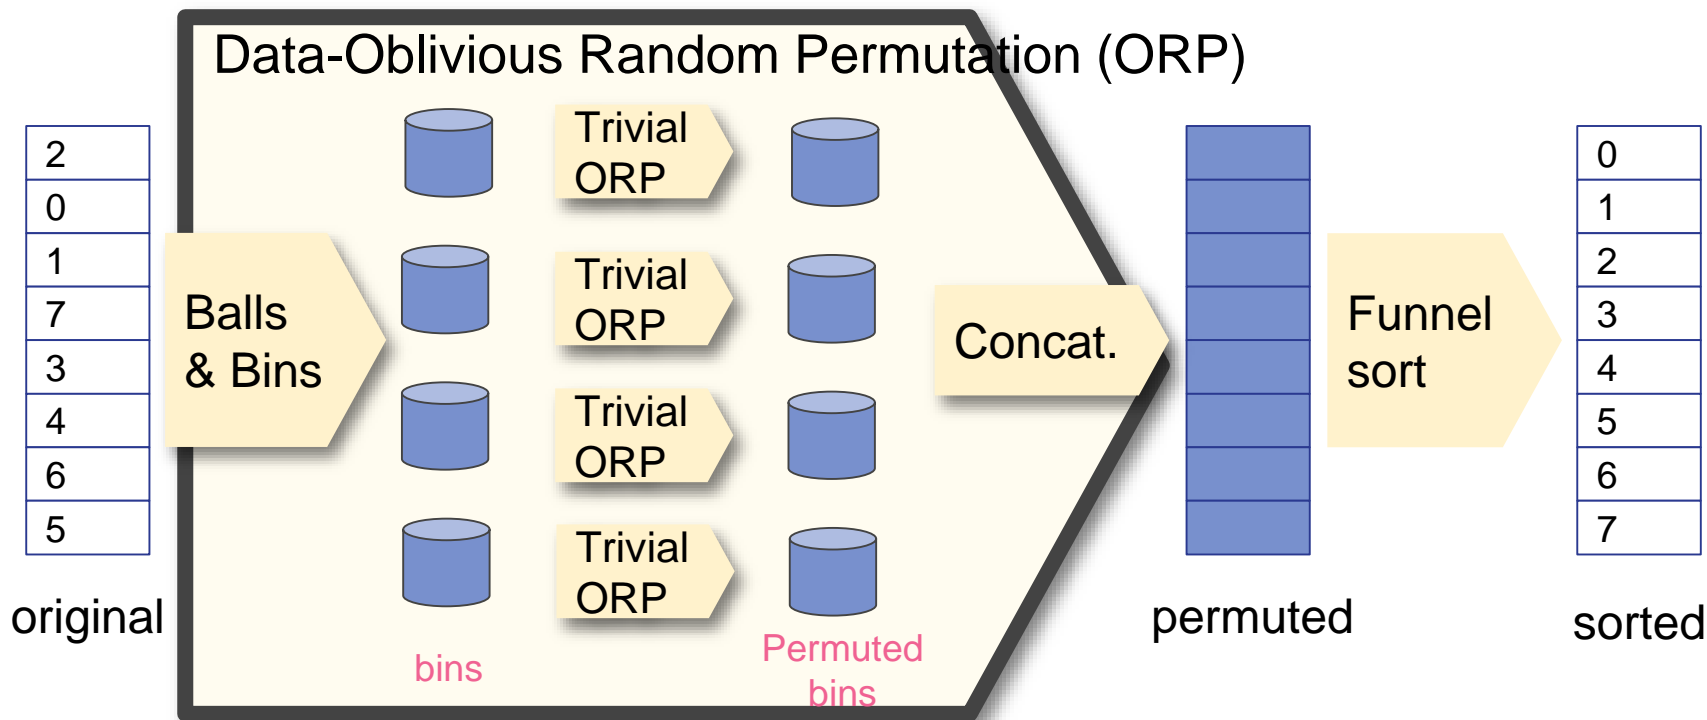 Data-Oblivious Random Permutation (ORP)
2
0
1
7
3
4
6
5
original
Balls
& Bins
bins
Trivial
ORP
Trivial
ORP
Trivial
ORP
Trivial
ORP
Permuted
bins
Concat.
permuted
Funnel
sort
0
1
2
3
4
5
6
7
sorted